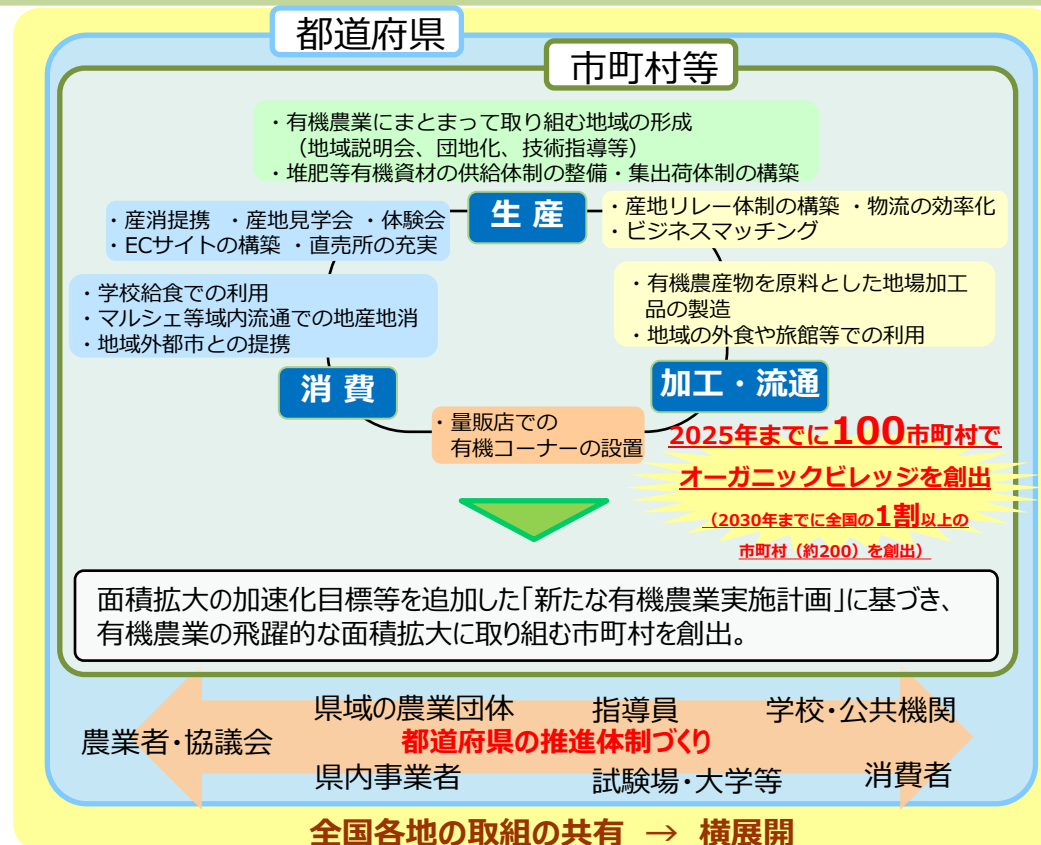 都道府県
市町村等
・有機農業にまとまって取り組む地域の形成
（地域説明会、団地化、技術指導等）
・堆肥等有機資材の供給体制の整備・集出荷体制の構築
・産消提携 ・産地見学会 ・体験会
・ECサイトの構築 ・直売所の充実
生産
・産地リレー体制の構築 ・物流の効率化
・ビジネスマッチング
・学校給食での利用
・マルシェ等域内流通での地産地消
・地域外都市との提携
・有機農産物を原料とした地場加工
品の製造
・地域の外食や旅館等での利用
消費
加工・流通
・量販店での
有機コーナーの設置
2025年までに100市町村で
オーガニックビレッジを創出
（2030年までに全国の1割以上の
市町村（約200）を創出）
面積拡大の加速化目標等を追加した「新たな有機農業実施計画」に基づき、
有機農業の飛躍的な面積拡大に取り組む市町村を創出。
県域の農業団体 指導員 学校・公共機関
農業者・協議会 都道府県の推進体制づくり
県内事業者 試験場・大学等 消費者
全国各地の取組の共有 → 横展開